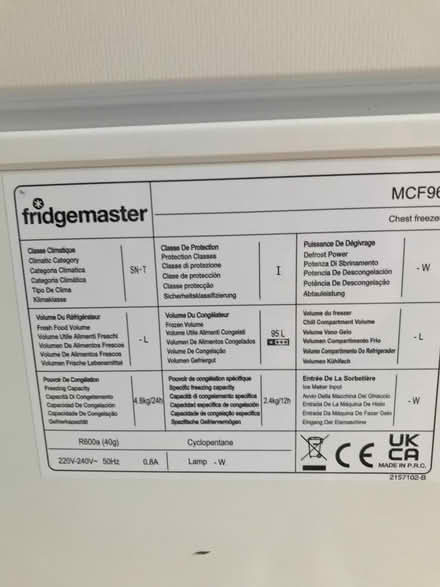 fridgemaster
MCF96
Chest freeze
Classe Climatique
Climatic Category
Categoria Climatica
Categoría Climática
Tipo De Clima
Klimaklasse
SN-T
Classe De Protection
Protection Classes
Classe di protezione
Clase de protección
Classe protecção
Sicherheitsklassifizierung
I
Puissance De Dégivrage
Defrost Power
Potenza Di Sbrinamento
Potencia De Descongelación
Potência De Descongelação
Abtauleistung
- W
Volume Du Réfrigérateur
Fresh Food Volume
Volume Utile Alimenti Freschi
Volumen De Alimentos Frescos
Volume De Alimentos Frescos
Volumen Frische Lebensmittel
- L
Volume Du Congélateur
Frozen Volume
Volume Utile Alimenti Congelati
Volumen De Alimentos Congelados
Volume De Congelação
Volumen Gefriergut
95 L
Volume du freezer
Chill Compartment Volume
Volume Vano Gelo
Volumen Compartimento Frio
Volume Compartimento Do Refrigerador
Volumen Kühlfach
- L
Pouvoir De Congélation
Freezing Capacity
Capacità Di Congelamento
Capacidad De Congelación
Capacidade De Congelação
Gefrierkapazität
4.8kg/24h
Pouvoir de congélation spécifique
Specific freezing capacity
Capacità di congelamento specifica
Capacidad específica de congelación
Capacidade de congelação específico
Spezifische Gefriervermögen
2.4kg/12h
Entrée De La Sorbetière
Ice Maker Input
Avvio Della Macchina Del Ghiaccio
Entrada De La Máquina De Hielo
Entrada Da Máquina De Fazer Gelo
Eingang Der Eismaschine
- W
R600a (40g)
Cyclopentane
220V-240V~ 50Hz
0.8A
Lamp - W
CE
UK
CA
MADE IN P.R.C.
2157102-B